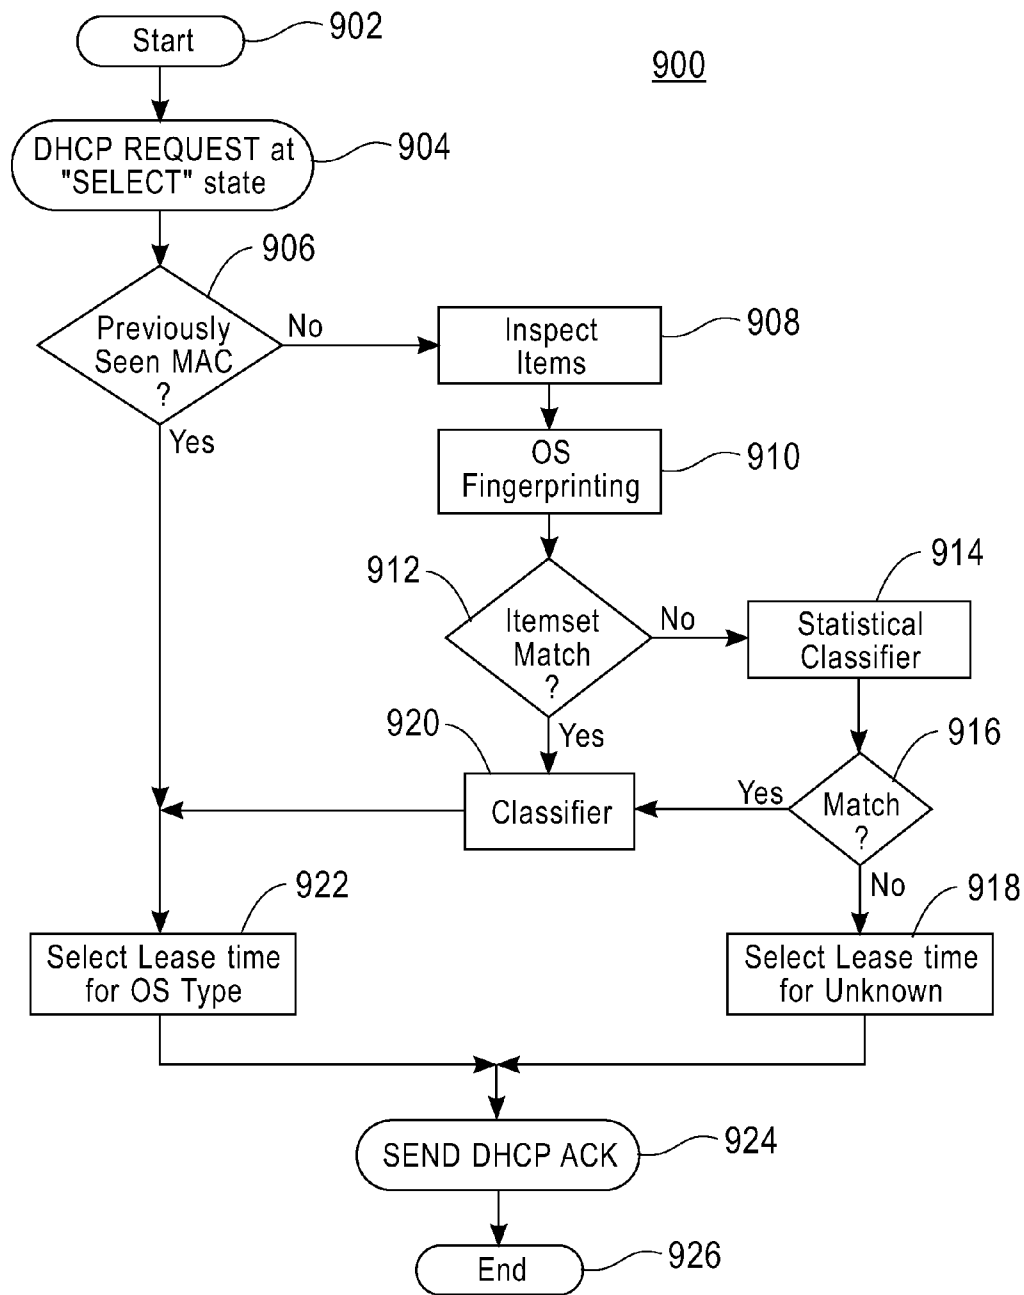 Start
902
900
DHCP REQUEST at
"SELECT" state
904
906
Previously
Seen MAC
?
No
Yes
Inspect
Items
908
OS
Fingerprinting
910
912
Itemset
Match
?
No
Yes
914
Statistical
Classifier
916
Match
?
Yes
No
920
Classifier
922
Select Lease time
for OS Type
918
Select Lease time
for Unknown
SEND DHCP ACK
924
End
926